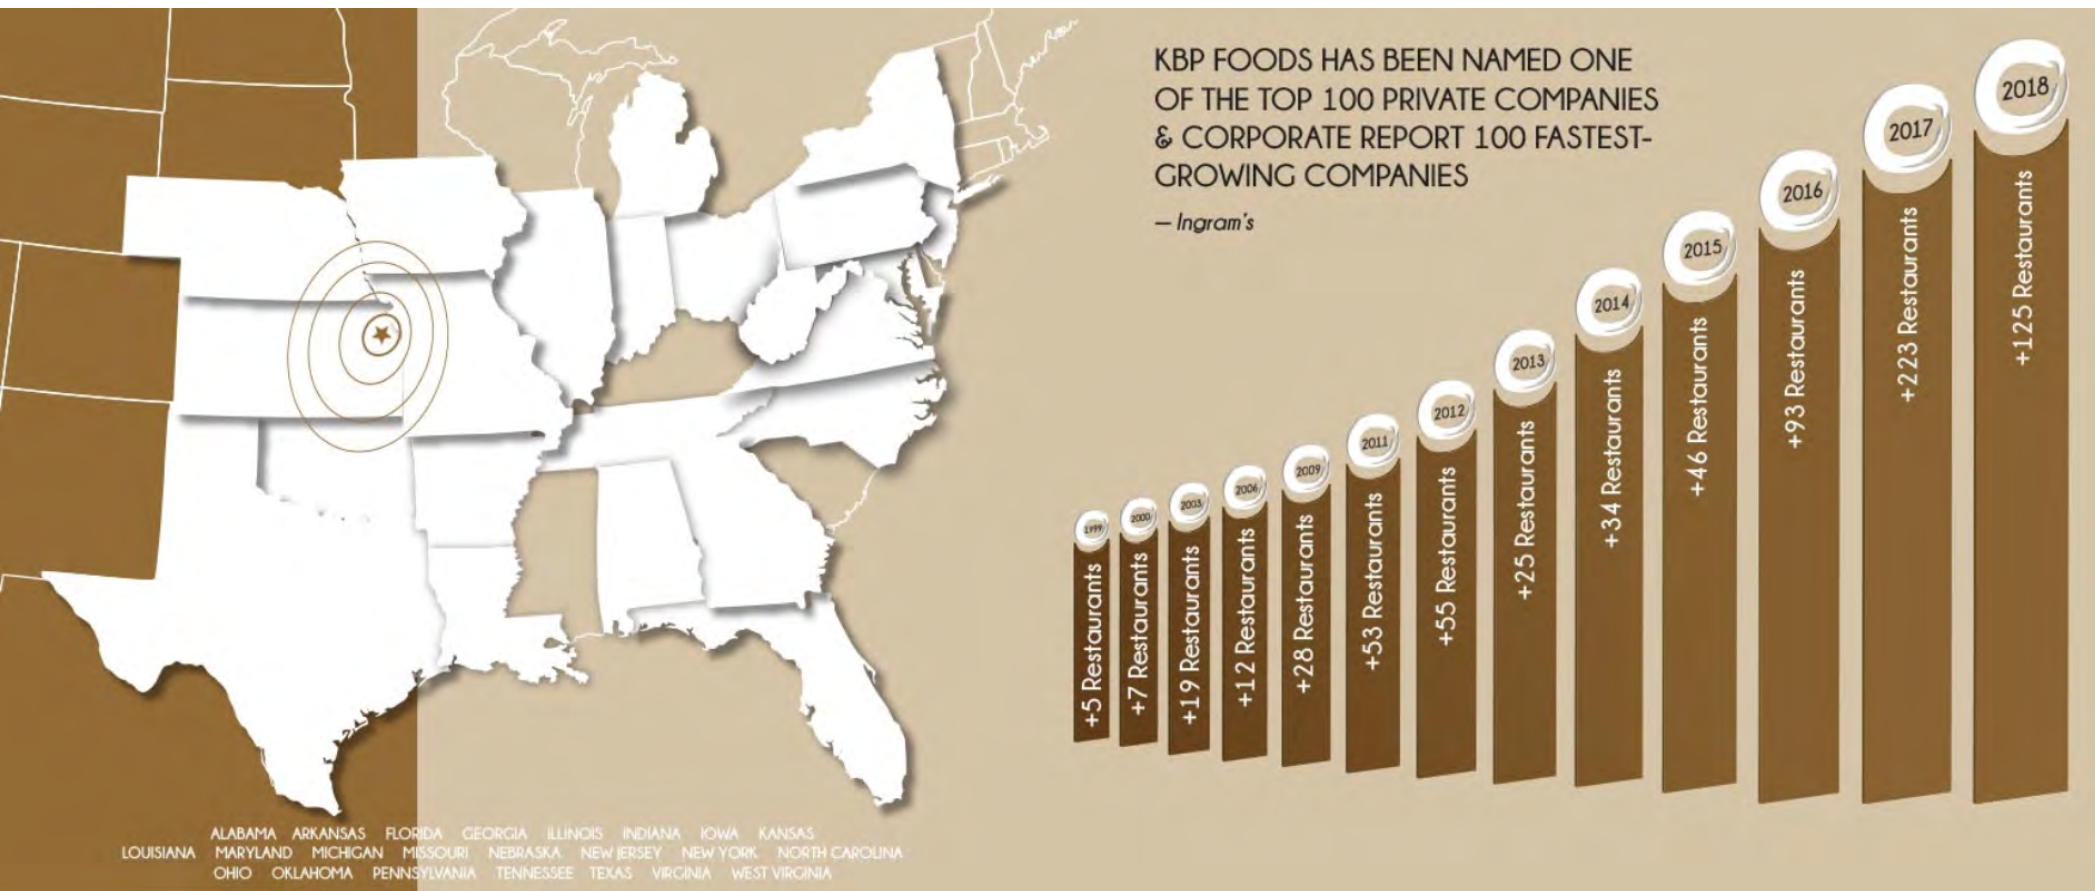 KBP FOODS HAS BEEN NAMED ONE
OF THE TOP 100 PRIVATE COMPANIES
& CORPORATE REPORT 100 FASTEST-
GROWING COMPANIES
— Ingram's
1999
+5 Restaurants
2000
+7 Restaurants
2003
+19 Restaurants
2006
+12 Restaurants
2009
+28 Restaurants
2011
+53 Restaurants
2012
+55 Restaurants
2013
+25 Restaurants
2014
+34 Restaurants
2015
+46 Restaurants
2016
+93 Restaurants
2017
+223 Restaurants
2018
+125 Restaurants
ALABAMA ARKANSAS FLORIDA GEORGIA ILLINOIS INDIANA IOWA KANSAS
LOUISIANA MARYLAND MICHIGAN MISSOURI NEBRASKA NEW JERSEY NEW YORK NORTH CAROLINA
OHIO OKLAHOMA PENNSYLVANIA TENNESSEE TEXAS VIRGINIA WEST VIRGINIA